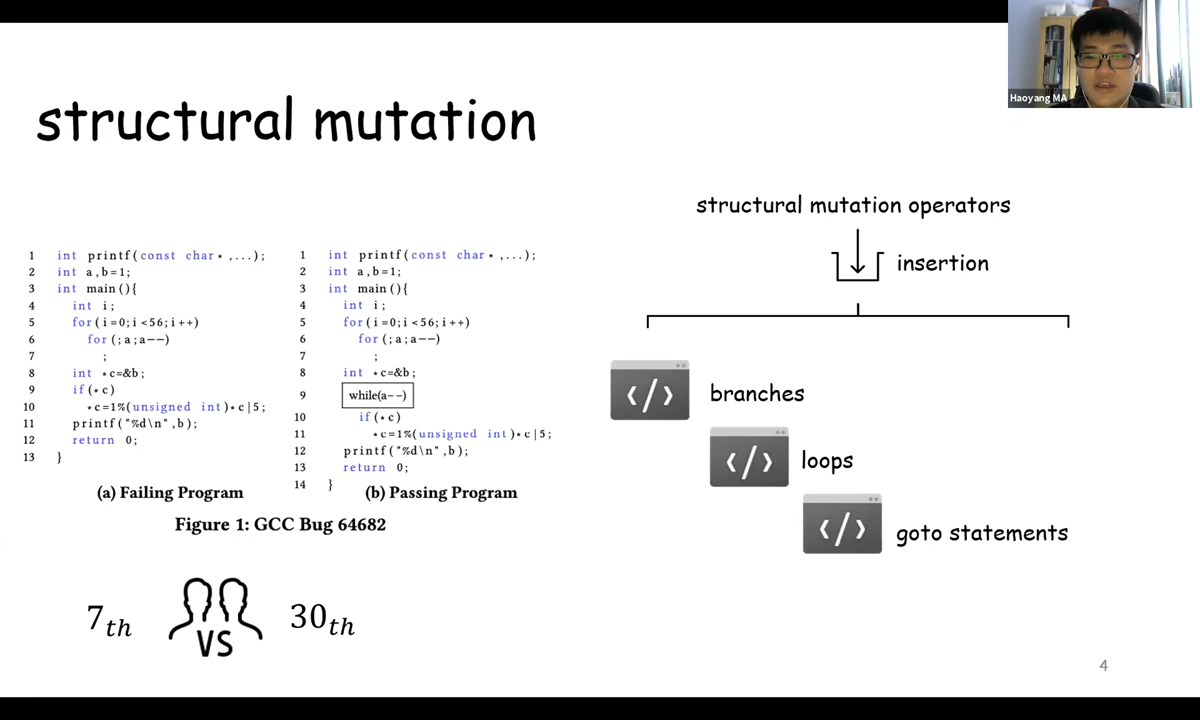 Haoyang MA
structural mutation
1 int printf(const char* ,...);
2 int a,b=1;
3 int main(){
4 int i;
5 for(i=0;i<56;i++)
6 for(;a;a--)
7 ;
8 int *c=&b;
9 if(*c)
10 *c=1%(unsigned int)*c|5;
11 printf("%d\n",b);
12 return 0;
13 }
(a) Failing Program
1 int printf(const char* ,...);
2 int a,b=1;
3 int main(){
4 int i;
5 for(i=0;i<56;i++)
6 for(;a;a--)
7 ;
8 int *c=&b;
9 while(a--)
10 if(*c)
11 *c=1%(unsigned int)*c|5;
12 printf("%d\n",b);
13 return 0;
14 }
(b) Passing Program
Figure 1: GCC Bug 64682
7th VS 30th
structural mutation operators
insertion
</> branches
</> loops
</> goto statements
4